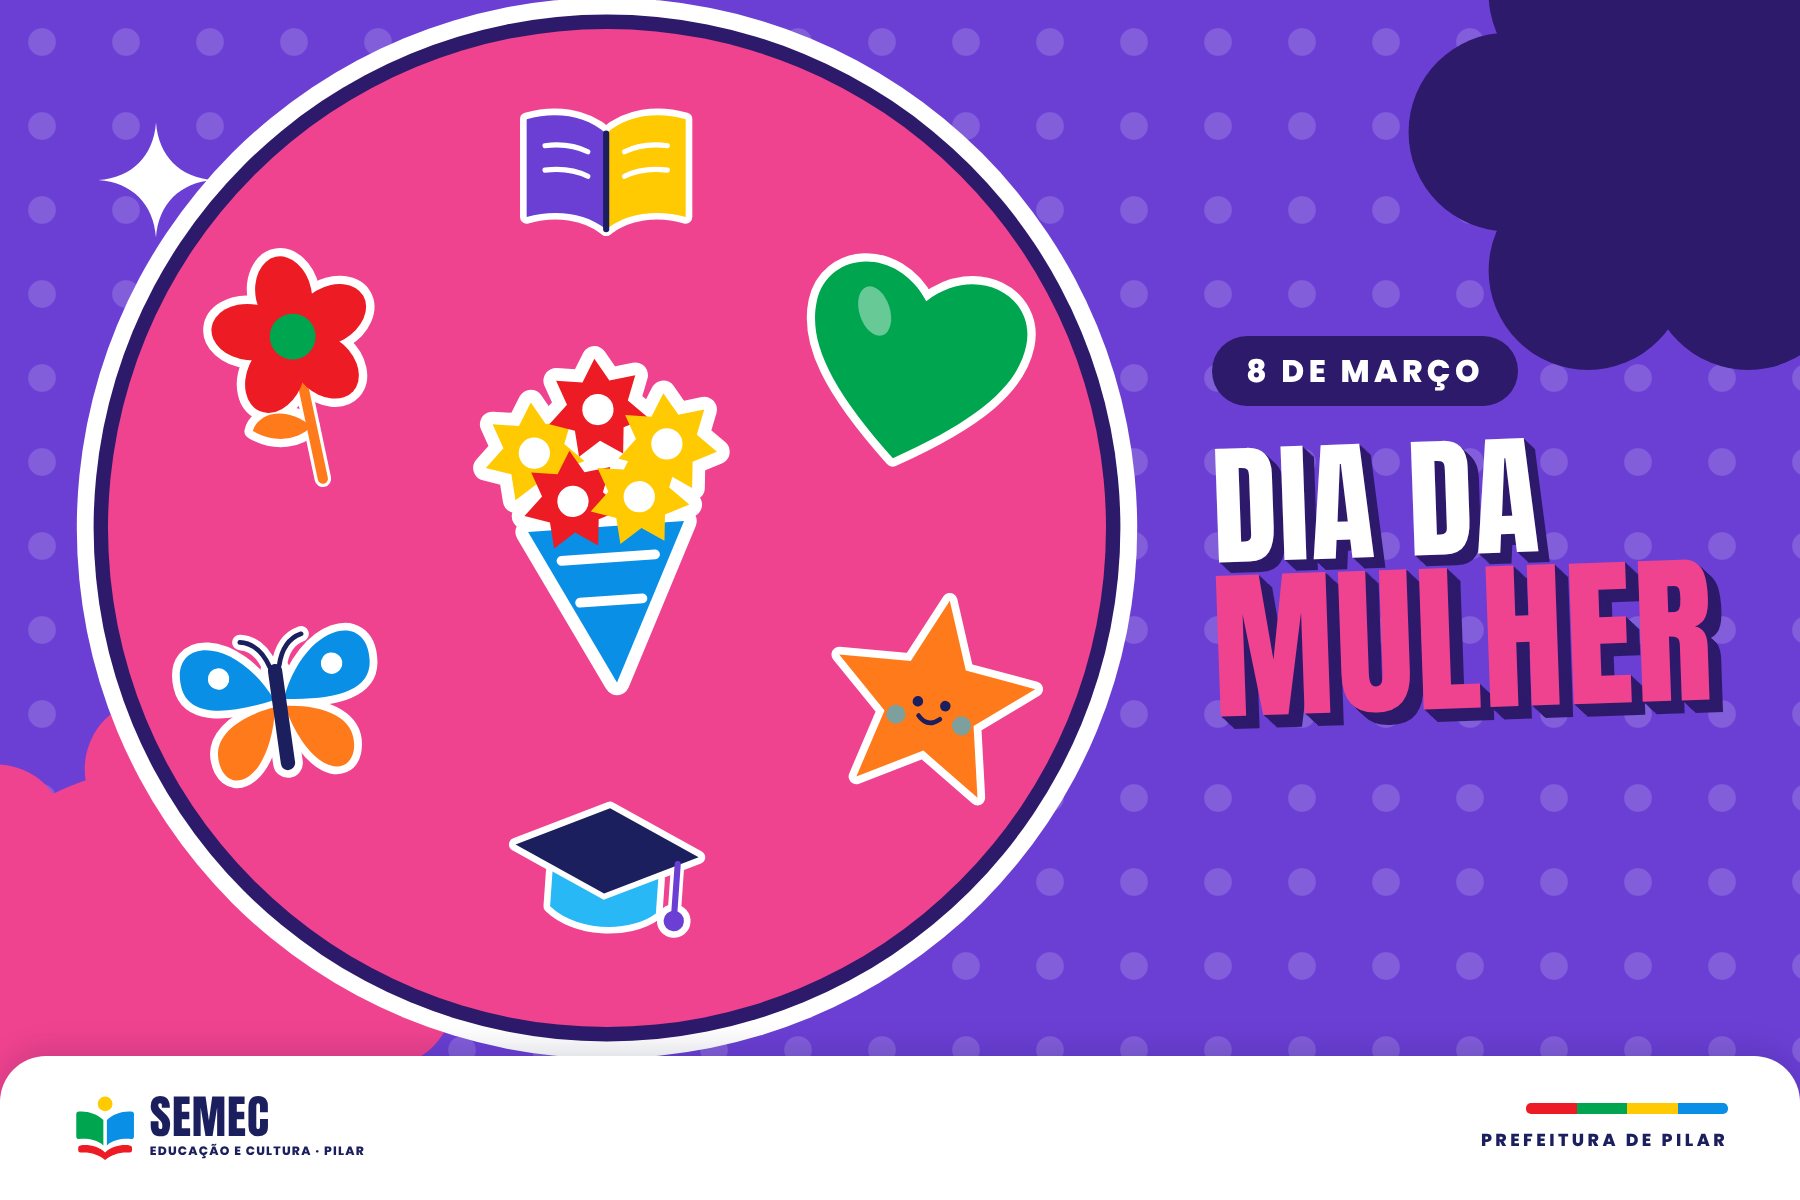 8 DE MARÇO
DIA DA
MULHER
SEMEC
EDUCAÇÃO E CULTURA · PILAR
PREFEITURA DE PILAR